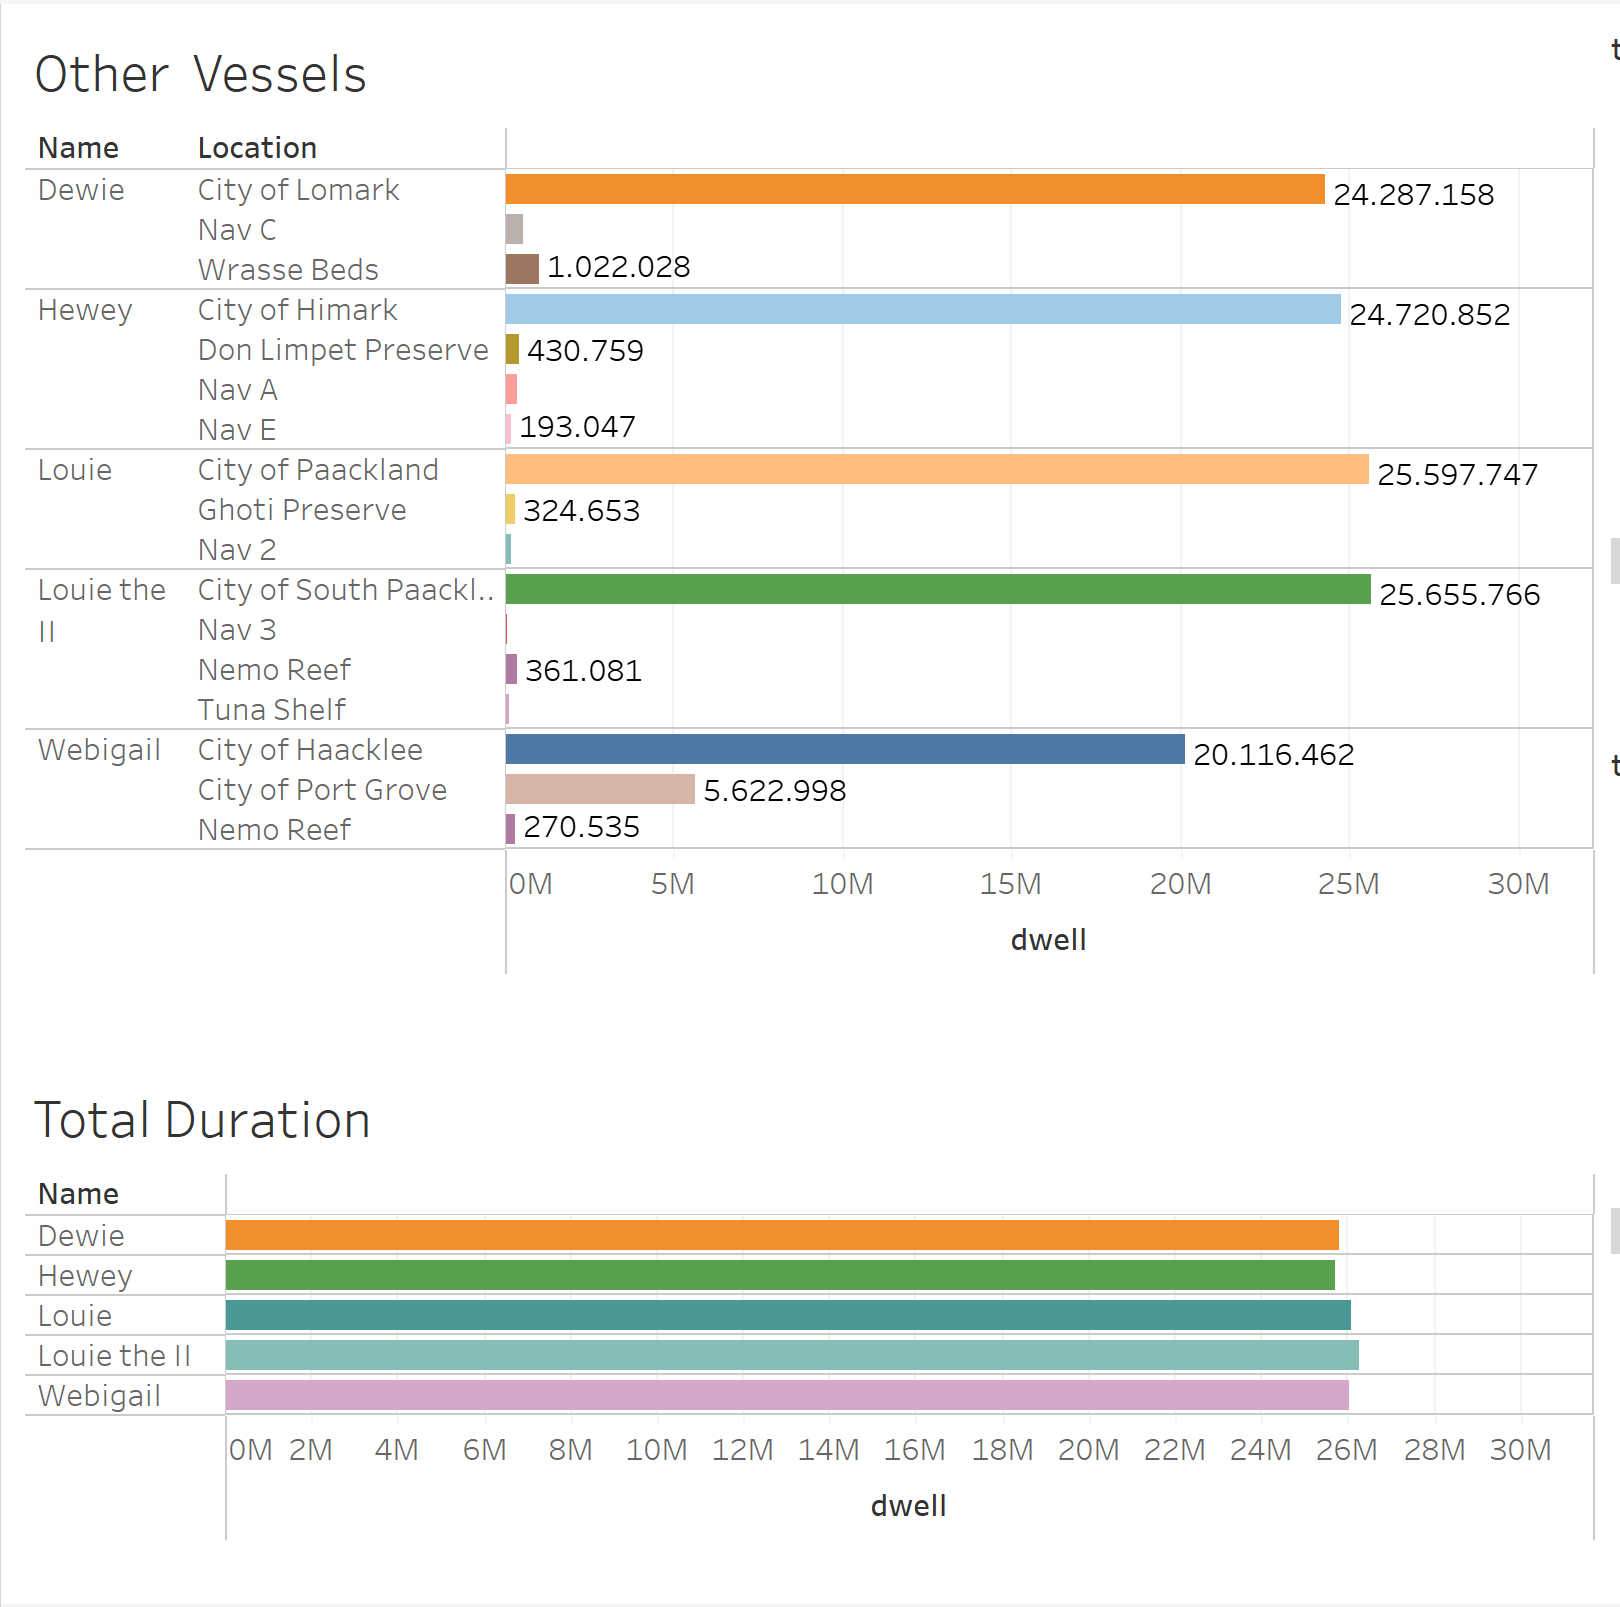 Other Vessels
Name Location
Dewie City of Lomark 24.287.158
Nav C
Wrasse Beds 1.022.028
Hewey City of Himark 24.720.852
Don Limpet Preserve 430.759
Nav A
Nav E 193.047
Louie City of Paackland 25.597.747
Ghoti Preserve 324.653
Nav 2
Louie the II City of South Paackl.. 25.655.766
Nav 3
Nemo Reef 361.081
Tuna Shelf
Webigail City of Haacklee 20.116.462
City of Port Grove 5.622.998
Nemo Reef 270.535
0M 5M 10M 15M 20M 25M 30M
dwell
Total Duration
Name
Dewie
Hewey
Louie
Louie the II
Webigail
0M 2M 4M 6M 8M 10M 12M 14M 16M 18M 20M 22M 24M 26M 28M 30M
dwell